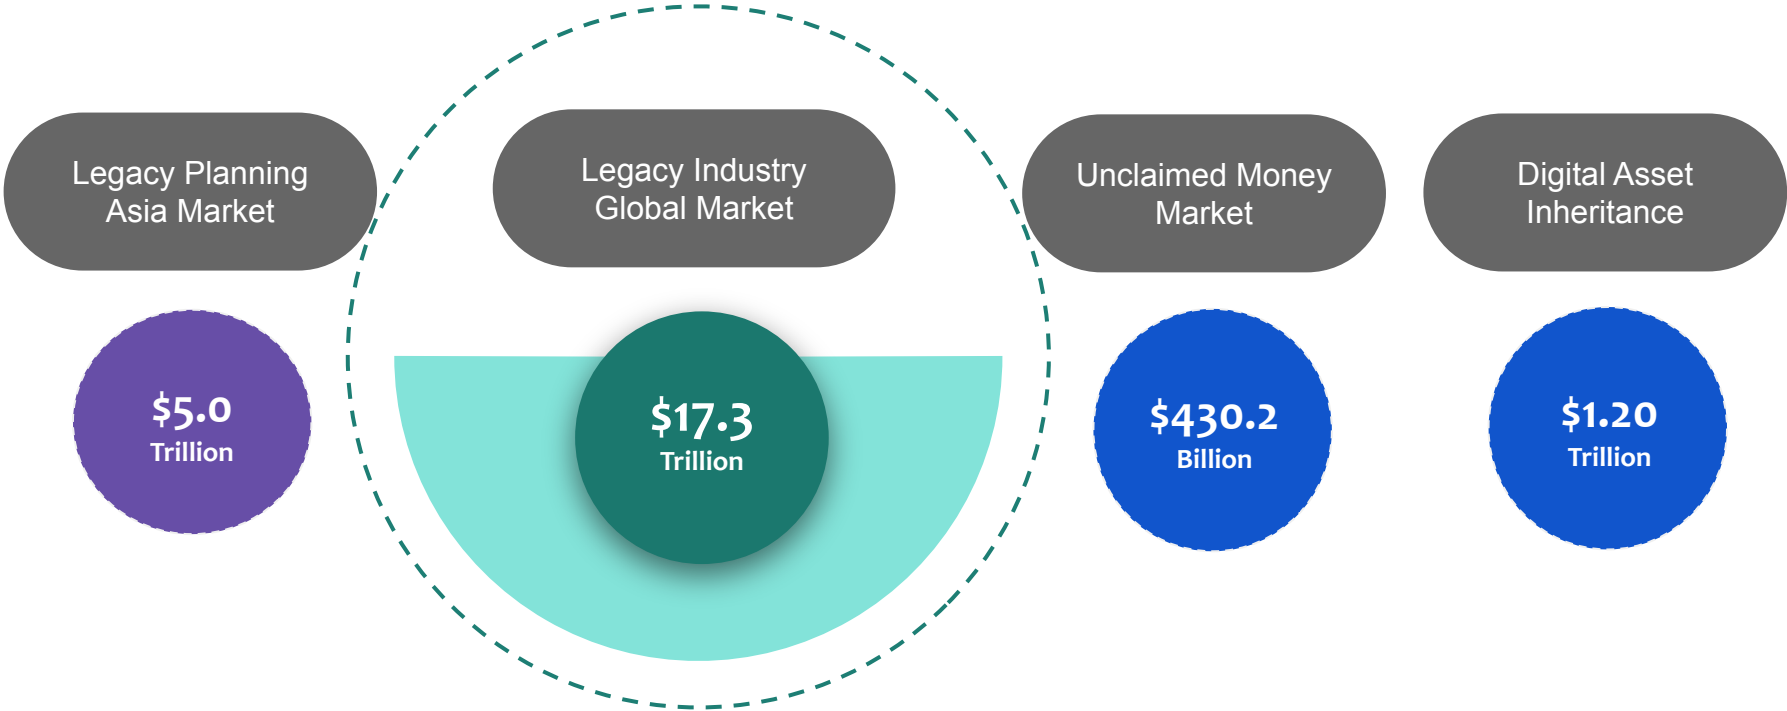 Legacy Planning
Asia Market
$5.0
Trillion
Legacy Industry
Global Market
$17.3
Trillion
Unclaimed Money
Market
$430.2
Billion
Digital Asset
Inheritance
$1.20
Trillion